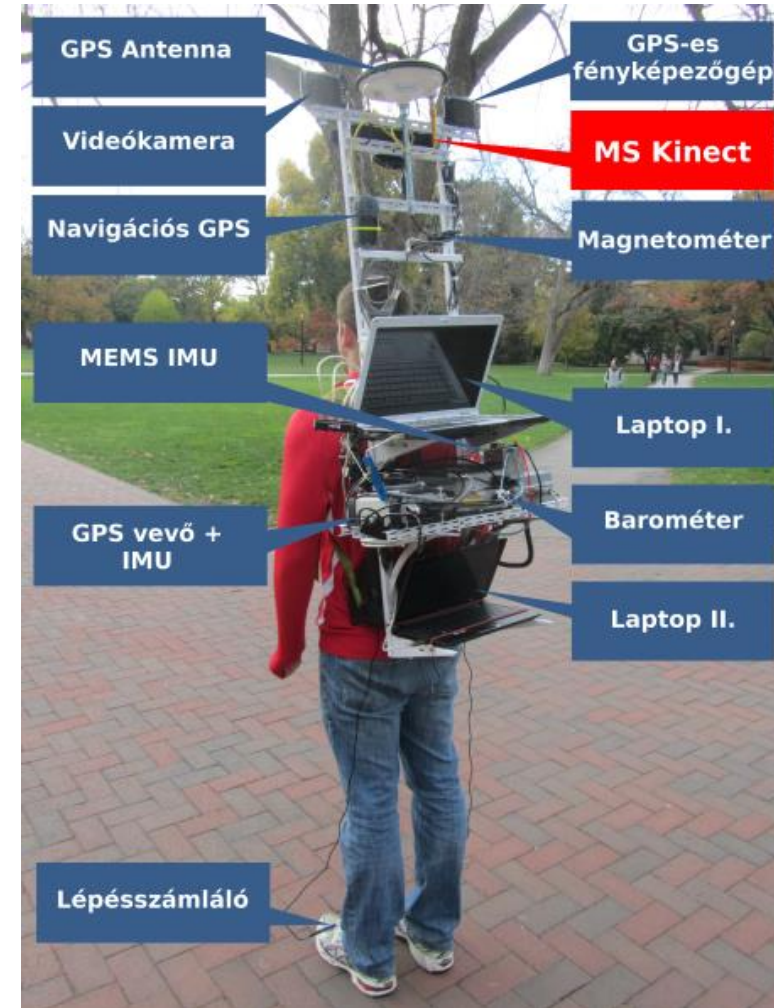 GPS Antenna
GPS-es
fényképezőgép
Videókamera
MS Kinect
Navigációs GPS
Magnetométer
MEMS IMU
Laptop I.
GPS vevő +
IMU
Barométer
Laptop II.
Lépésszámláló